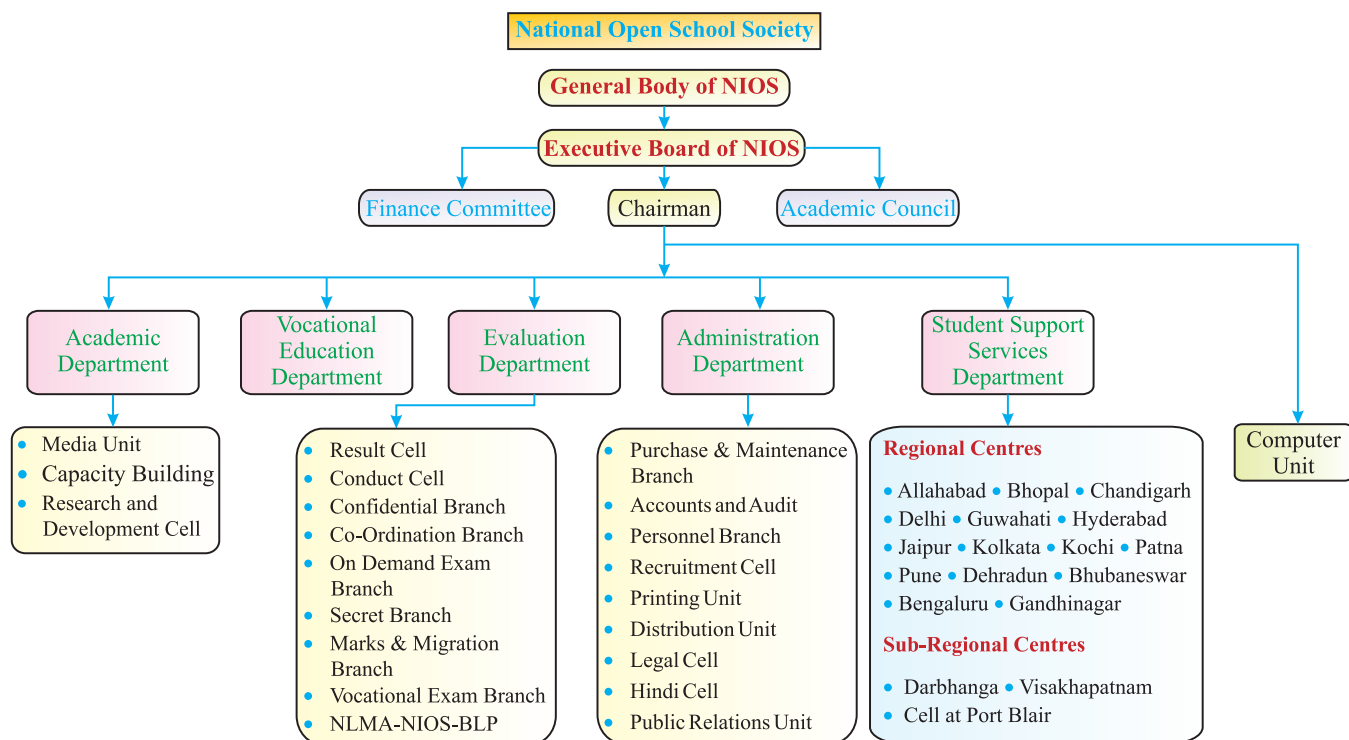 National Open School Society
General Body of NIOS
Executive Board of NIOS
Finance Committee
Chairman
Academic Council
Academic
Department
Vocational
Education
Department
Evaluation
Department
Administration
Department
Student Support
Services
Department
Computer
Unit
• Media Unit
• Capacity Building
• Research and
Development Cell
• Result Cell
• Conduct Cell
• Confidential Branch
• Co-Ordination Branch
• On Demand Exam
Branch
• Secret Branch
• Marks & Migration
Branch
• Vocational Exam Branch
• NLMA-NIOS-BLP
• Purchase & Maintenance
Branch
• Accounts and Audit
• Personnel Branch
• Recruitment Cell
• Printing Unit
• Distribution Unit
• Legal Cell
• Hindi Cell
• Public Relations Unit
Regional Centres
• Allahabad • Bhopal • Chandigarh
• Delhi • Guwahati • Hyderabad
• Jaipur • Kolkata • Kochi • Patna
• Pune • Dehradun • Bhubaneswar
• Bengaluru • Gandhinagar
Sub-Regional Centres
• Darbhanga • Visakhapatnam
• Cell at Port Blair